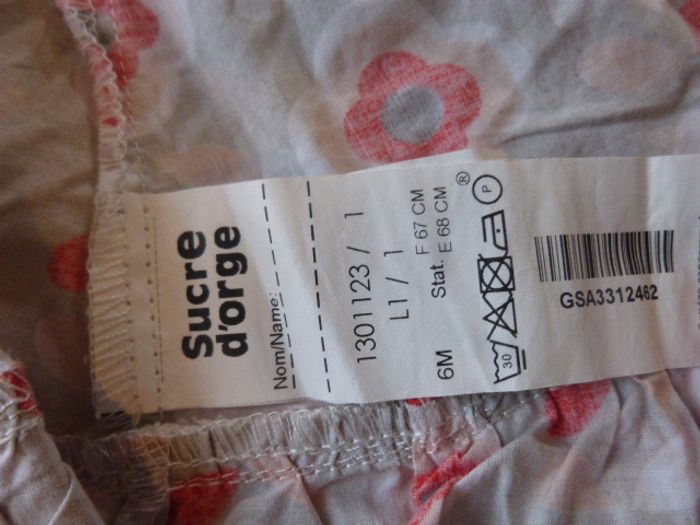 Sucre
d'orge
Nom/Name:
1301123 / 1
L1 / 1
Stat. F 67 CM
E 68 CM
6M
®
30
P
GSA3312462